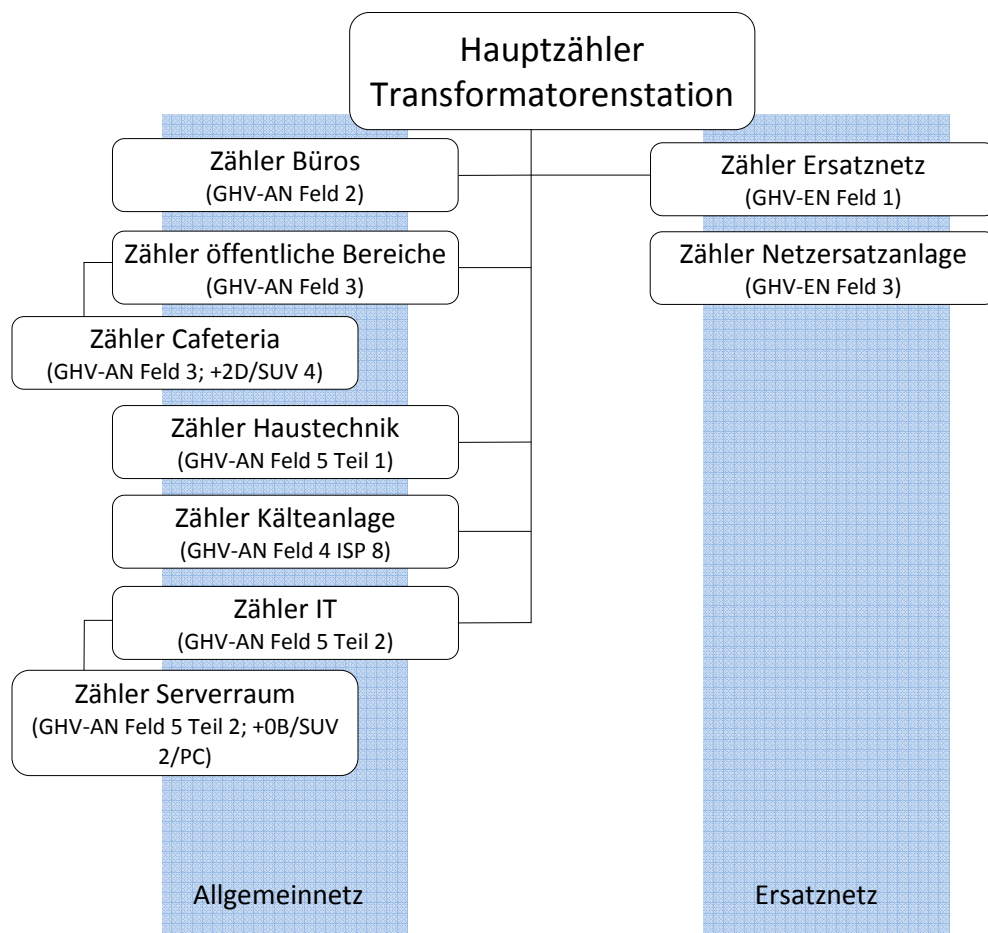 Hauptzähler
Transformatorenstation
Zähler Büros
(GHV-AN Feld 2)
Zähler Ersatznetz
(GHV-EN Feld 1)
Zähler öffentliche Bereiche
(GHV-AN Feld 3)
Zähler Netzersatzanlage
(GHV-EN Feld 3)
Zähler Cafeteria
(GHV-AN Feld 3; +2D/SUV 4)
Zähler Haustechnik
(GHV-AN Feld 5 Teil 1)
Zähler Kälteanlage
(GHV-AN Feld 4 ISP 8)
Zähler IT
(GHV-AN Feld 5 Teil 2)
Zähler Serverraum
(GHV-AN Feld 5 Teil 2; +0B/SUV
2/PC)
Allgemeinnetz
Ersatznetz